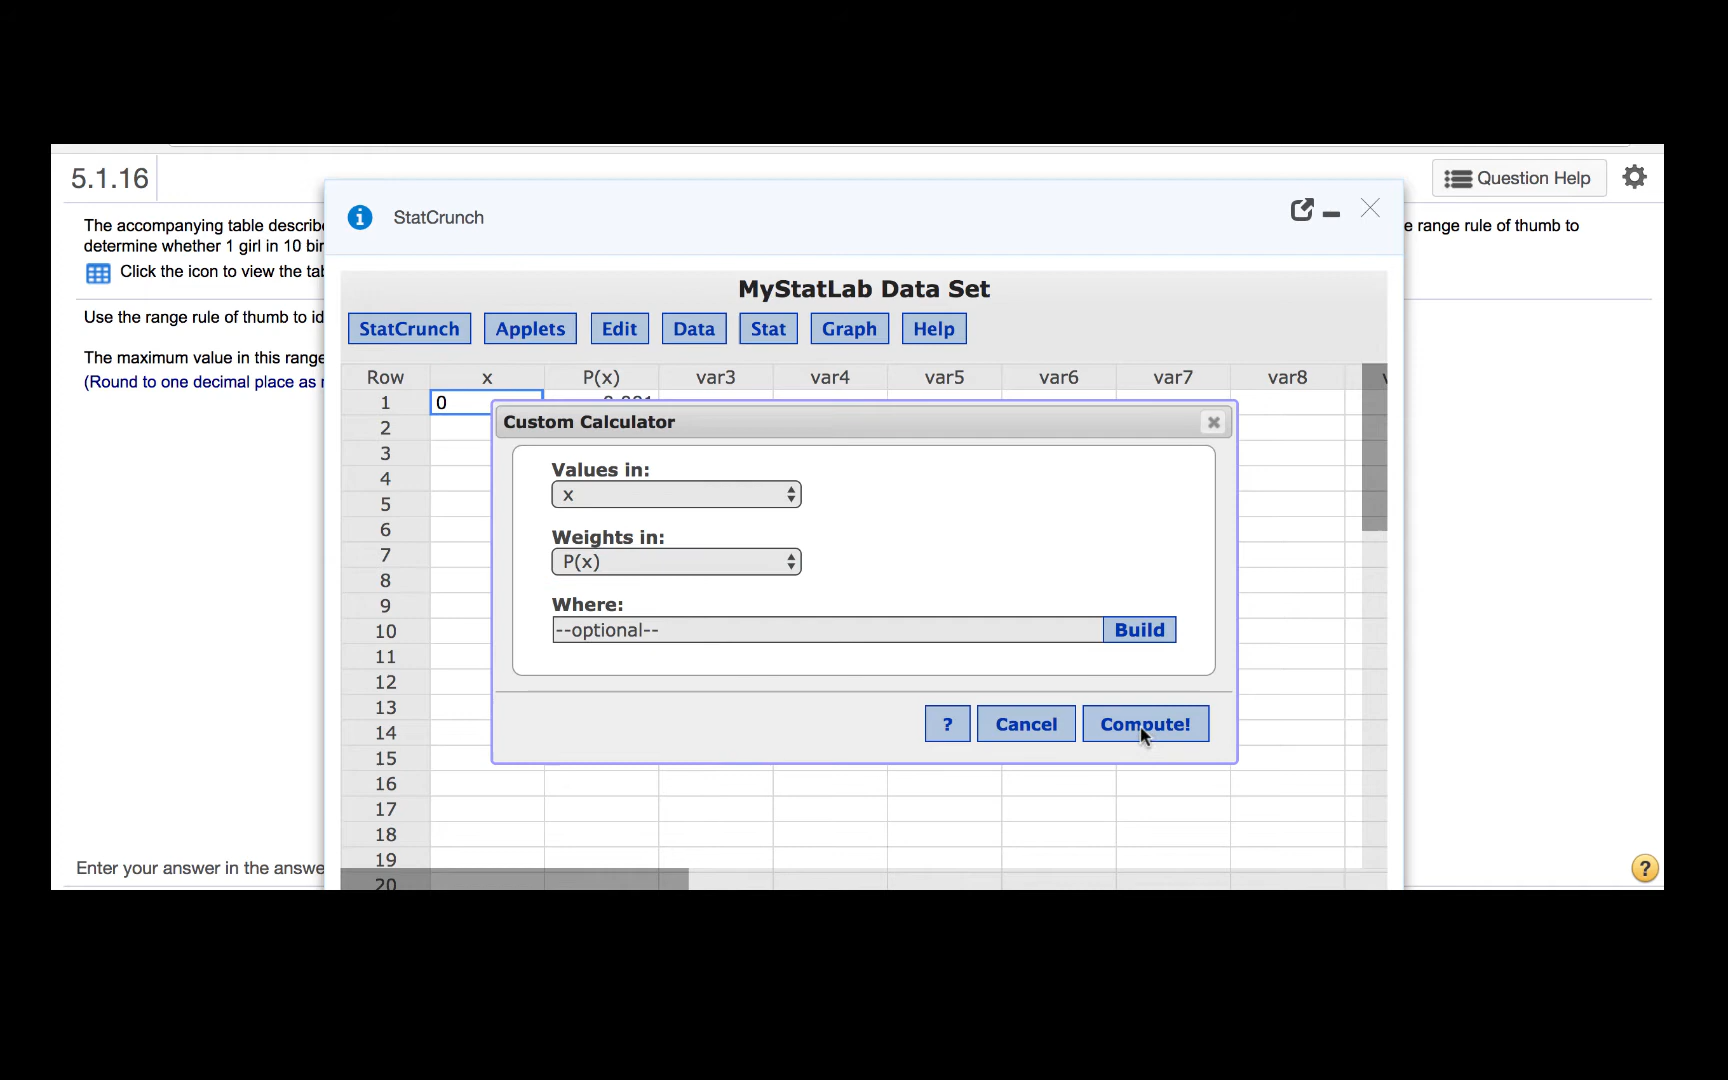 5.1.16
Question Help
StatCrunch
The accompanying table describ
e range rule of thumb to
determine whether 1 girl in 10 bir
Click the icon to view the tab
Use the range rule of thumb to id
The maximum value in this range
(Round to one decimal place as
MyStatLab Data Set
StatCrunch Applets Edit Data Stat Graph Help
Row x P(x) var3 var4 var5 var6 var7 var8
1 0
2
3
4
5
6
7
8
9
10
11
12
13
14
15
16
17
18
19
20
Custom Calculator
Values in:
x
Weights in:
P(x)
Where:
--optional-- Build
? Cancel Compute!
Enter your answer in the answe
?